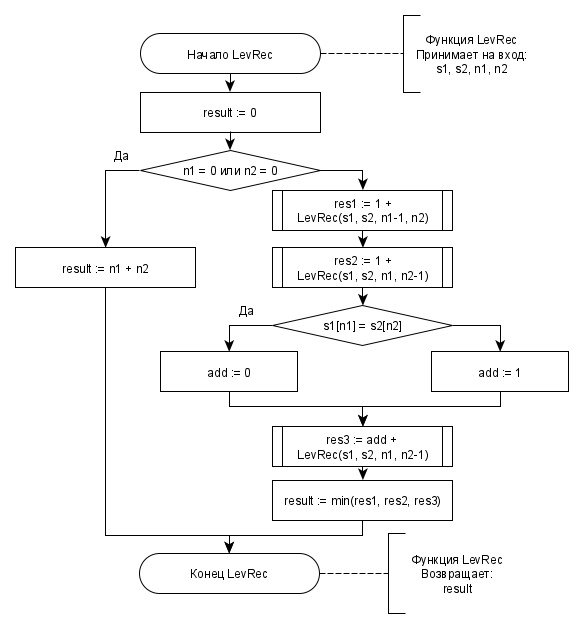 Начало LevRec
Функция LevRec
Принимает на вход:
s1, s2, n1, n2
result := 0
Да
n1 = 0 или n2 = 0
res1 := 1 +
LevRec(s1, s2, n1-1, n2)
result := n1 + n2
res2 := 1 +
LevRec(s1, s2, n1, n2-1)
Да
s1[n1] = s2[n2]
add := 0
add := 1
res3 := add +
LevRec(s1, s2, n1, n2-1)
result := min(res1, res2, res3)
Конец LevRec
Функция LevRec
Возвращает:
result